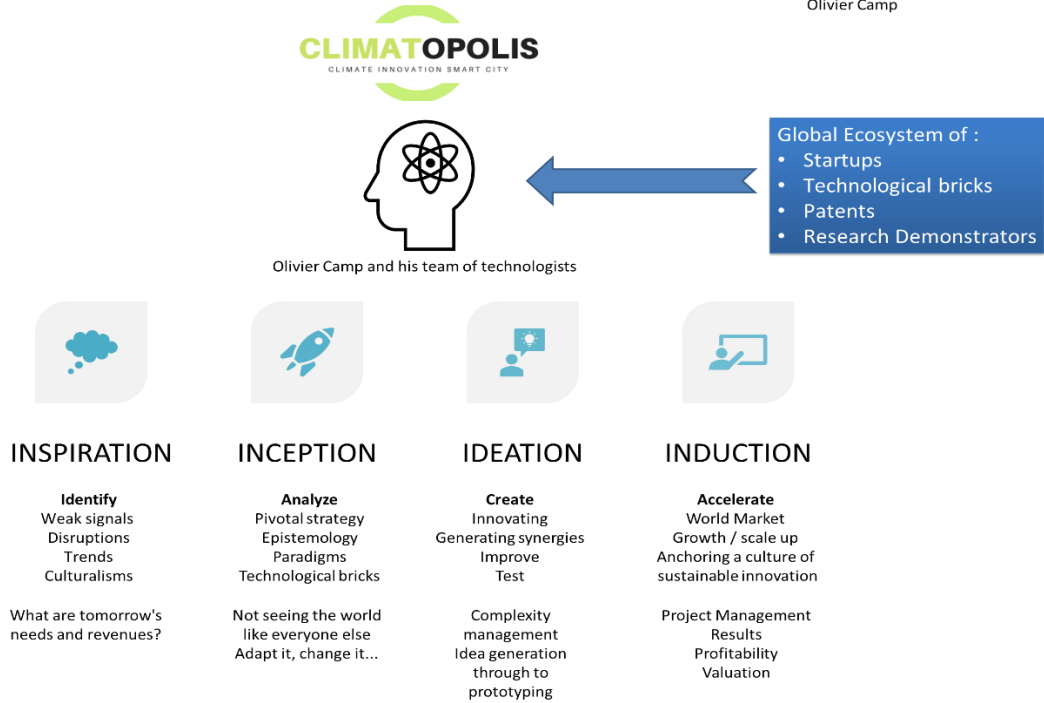 Olivier Camp
CLIMATOPOLIS
CLIMATE INNOVATION SMART CITY
Global Ecosystem of :
• Startups
• Technological bricks
• Patents
• Research Demonstrators
Olivier Camp and his team of technologists
INSPIRATION
Identify
Weak signals
Disruptions
Trends
Culturalisms
What are tomorrow's
needs and revenues?
INCEPTION
Analyze
Pivotal strategy
Epistemology
Paradigms
Technological bricks
Not seeing the world
like everyone else
Adapt it, change it...
IDEATION
Create
Innovating
Generating synergies
Improve
Test
Complexity
management
Idea generation
through to
prototyping
INDUCTION
Accelerate
World Market
Growth / scale up
Anchoring a culture of
sustainable innovation
Project Management
Results
Profitability
Valuation